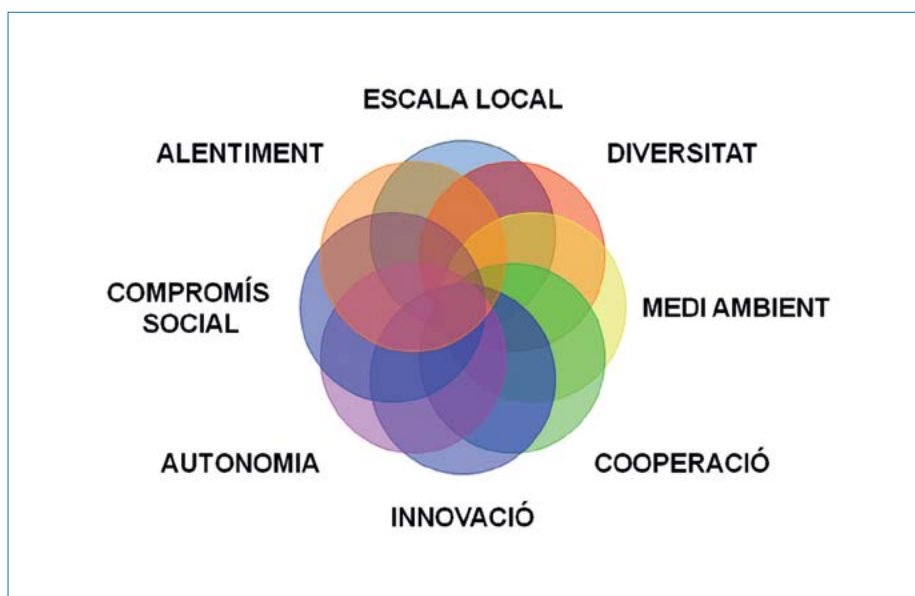 ESCALA LOCAL
ALENTIMENT
DIVERSITAT
COMPROMÍS
SOCIAL
MEDI AMBIENT
AUTONOMIA
COOPERACIÓ
INNOVACIÓ